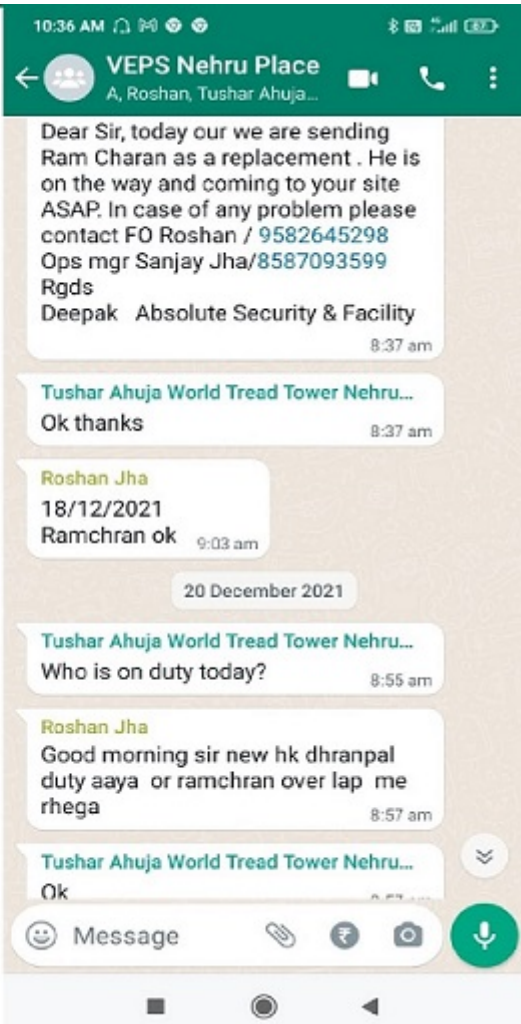 10:36 AM
VEPS Nehru Place
A, Roshan, Tushar Ahuja...
Dear Sir, today our we are sending
Ram Charan as a replacement . He is
on the way and coming to your site
ASAP. In case of any problem please
contact FO Roshan / 9582645298
Ops mgr Sanjay Jha/8587093599
Rgds
Deepak Absolute Security & Facility
8:37 am
Tushar Ahuja World Tread Tower Nehru...
Ok thanks
8:37 am
Roshan Jha
18/12/2021
Ramchran ok
9:03 am
20 December 2021
Tushar Ahuja World Tread Tower Nehru...
Who is on duty today?
8:55 am
Roshan Jha
Good morning sir new hk dhranpal
duty aaya or ramchran over lap me
rhega
8:57 am
Tushar Ahuja World Tread Tower Nehru...
Ok
Message